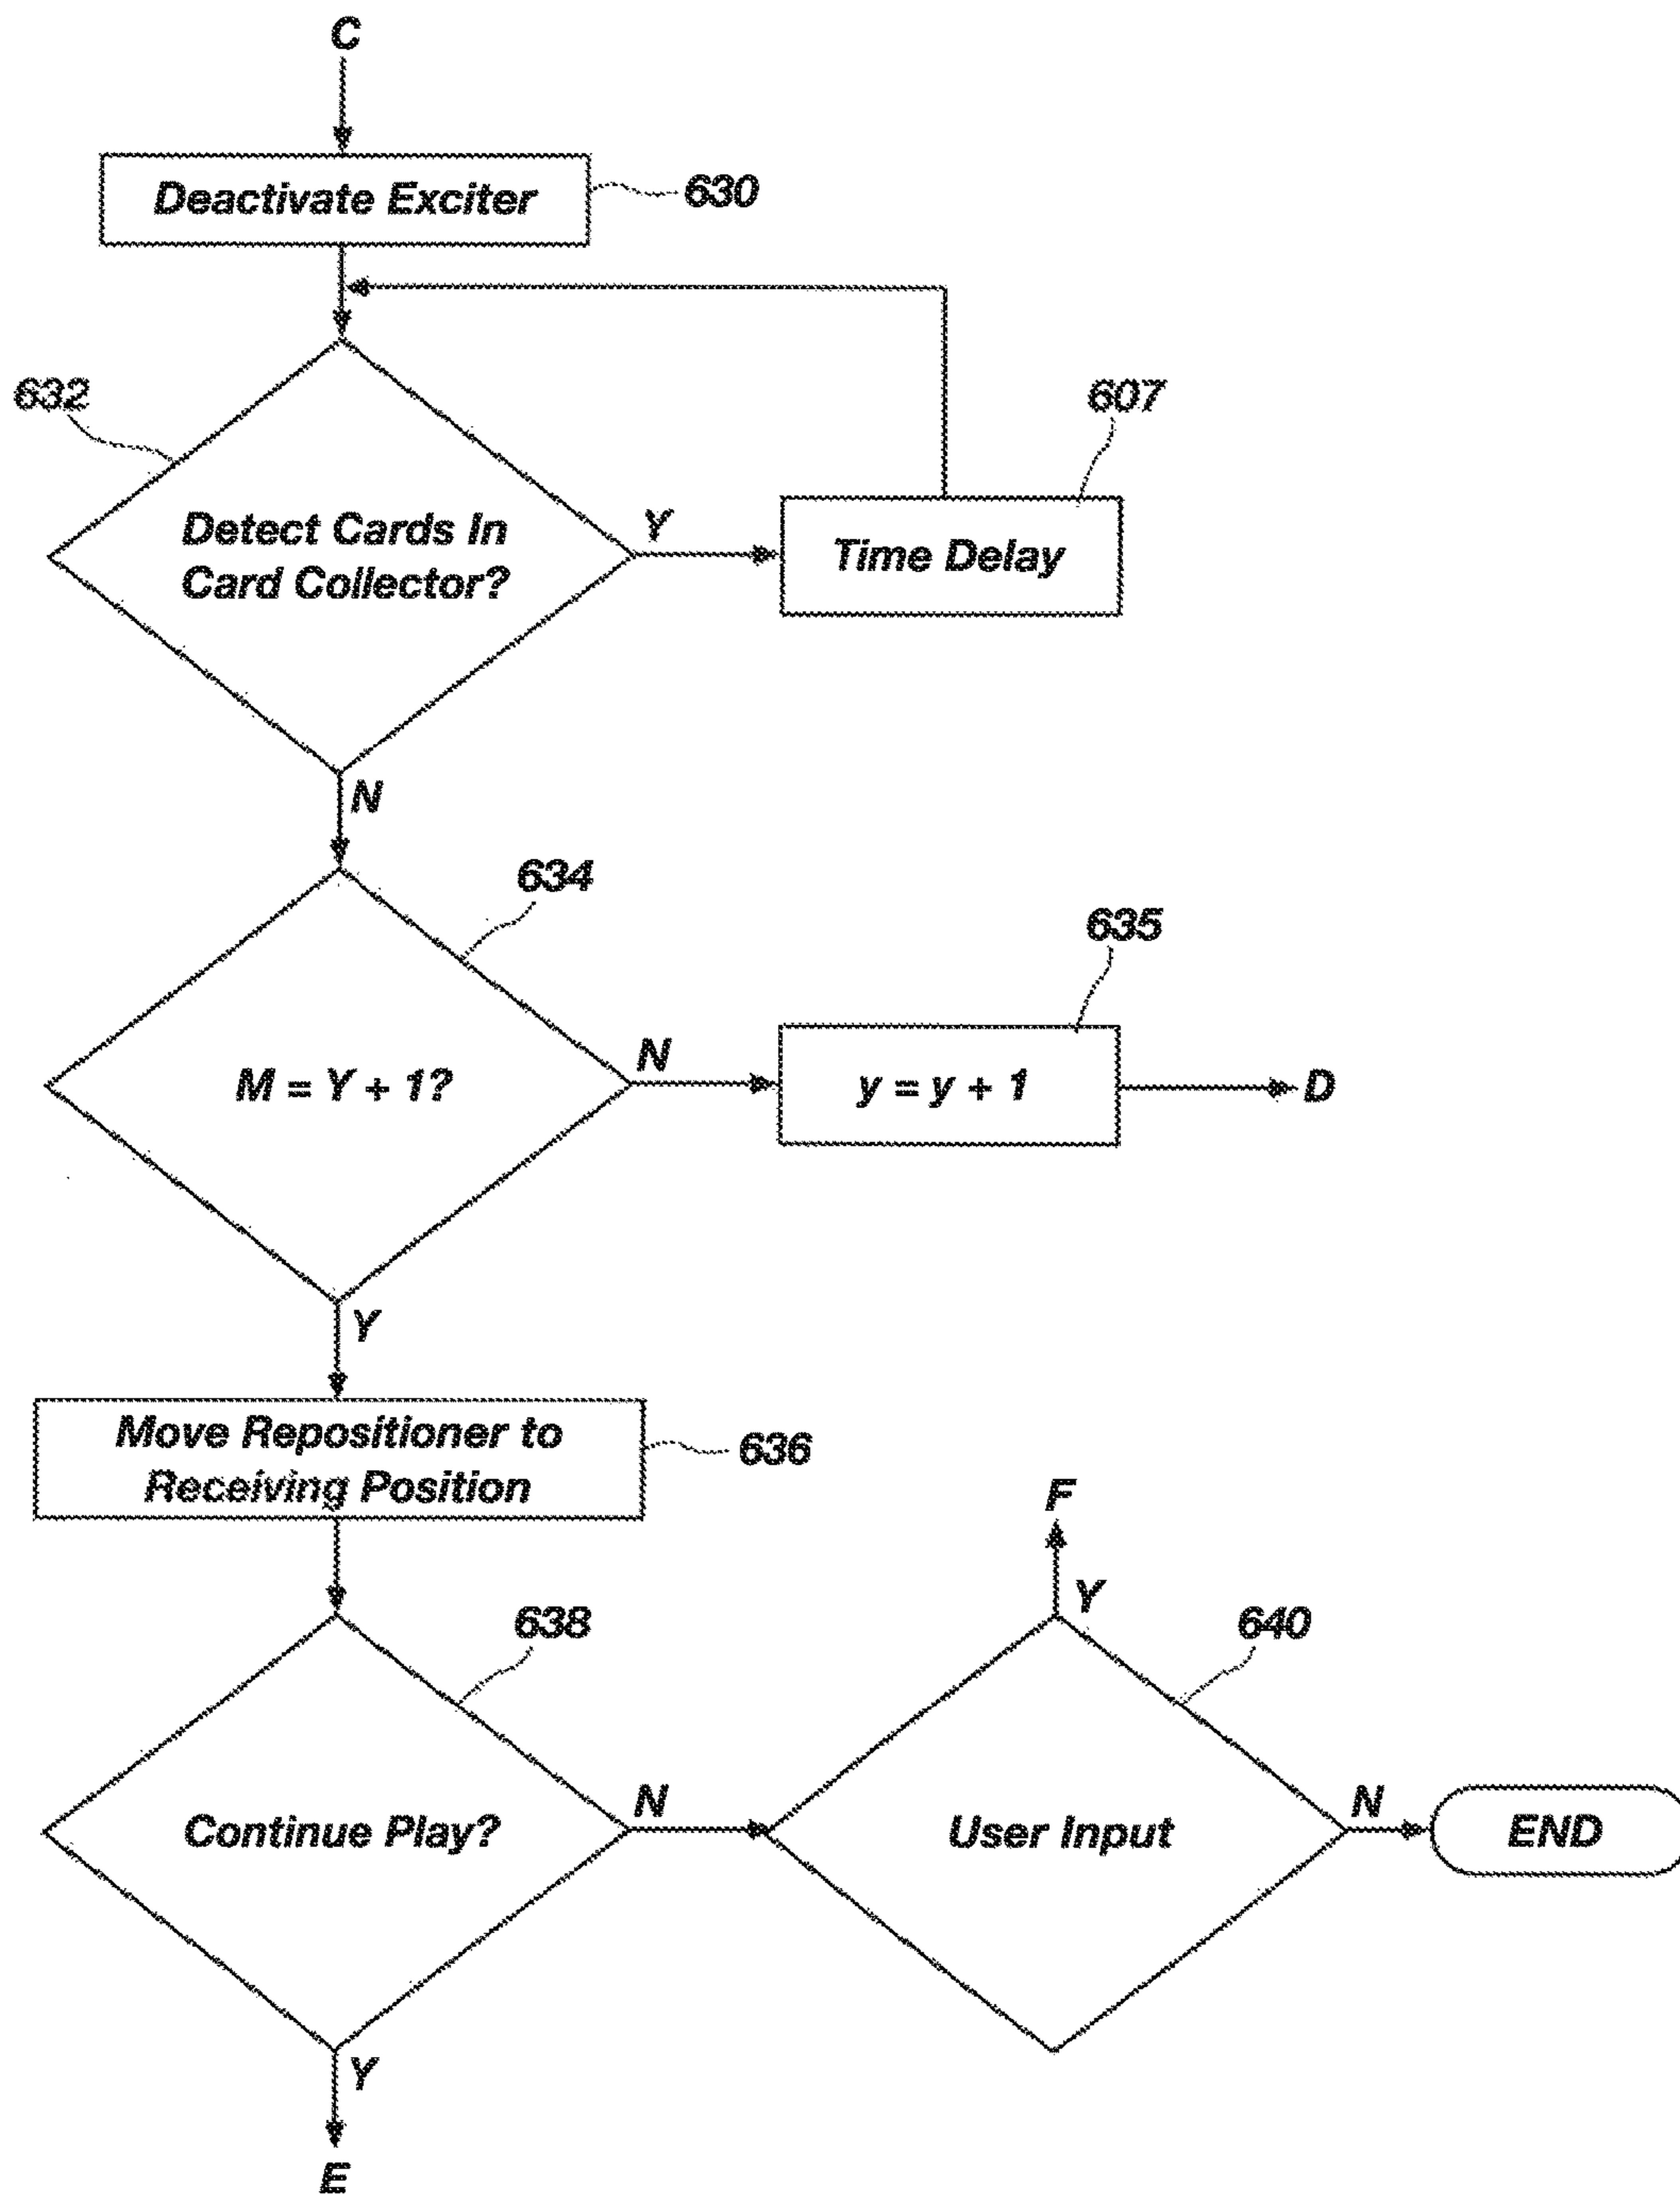 C
Deactivate Exciter
630
632
607
Detect Cards In
Card Collector?
Y
Time Delay
N
634
635
M = Y + 1?
N
y = y + 1
D
Y
Move Repositioner to
Receiving Position
636
F
638
Y
640
Continue Play?
N
User Input
N
END
Y
E